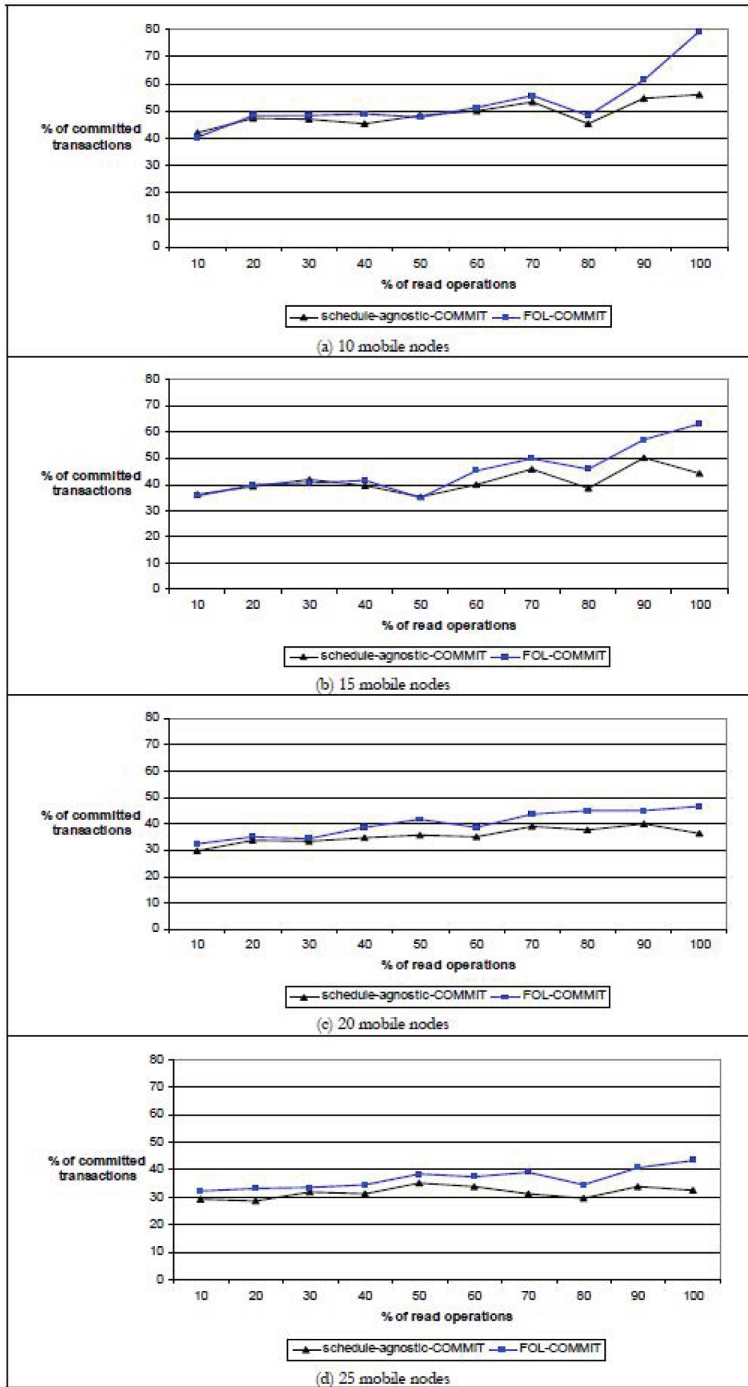 80
70
60
50
40
30
20
10
0
% of committed
transactions
10 20 30 40 50 60 70 80 90 100
% of read operations
schedule-agnostic-COMMIT FOL-COMMIT
(a) 10 mobile nodes
80
70
60
50
40
30
20
10
0
% of committed
transactions
10 20 30 40 50 60 70 80 90 100
% of read operations
schedule-agnostic-COMMIT FOL-COMMIT
(b) 15 mobile nodes
80
70
60
50
40
30
20
10
0
% of committed
transactions
10 20 30 40 50 60 70 80 90 100
% of read operations
schedule-agnostic-COMMIT FOL-COMMIT
(c) 20 mobile nodes
80
70
60
50
40
30
20
10
0
% of committed
transactions
10 20 30 40 50 60 70 80 90 100
% of read operations
schedule-agnostic-COMMIT FOL-COMMIT
(d) 25 mobile nodes